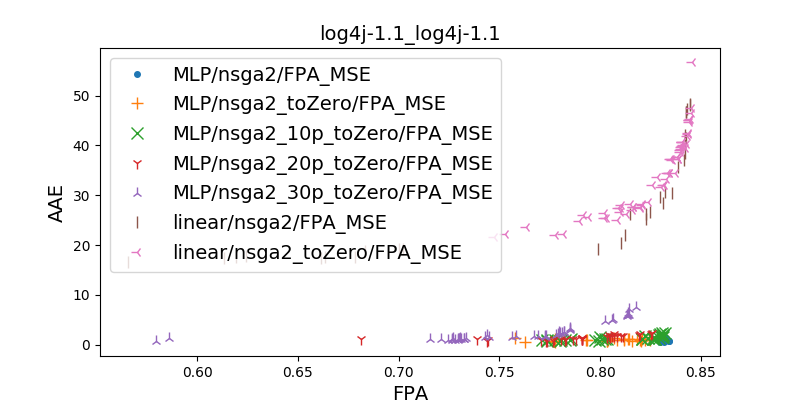 log4j-1.1_log4j-1.1
MLP/nsga2/FPA_MSE
MLP/nsga2_toZero/FPA_MSE
MLP/nsga2_10p_toZero/FPA_MSE
MLP/nsga2_20p_toZero/FPA_MSE
MLP/nsga2_30p_toZero/FPA_MSE
linear/nsga2/FPA_MSE
linear/nsga2_toZero/FPA_MSE
AAE
50
40
30
20
10
0
0.60 0.65 0.70 0.75 0.80 0.85
FPA